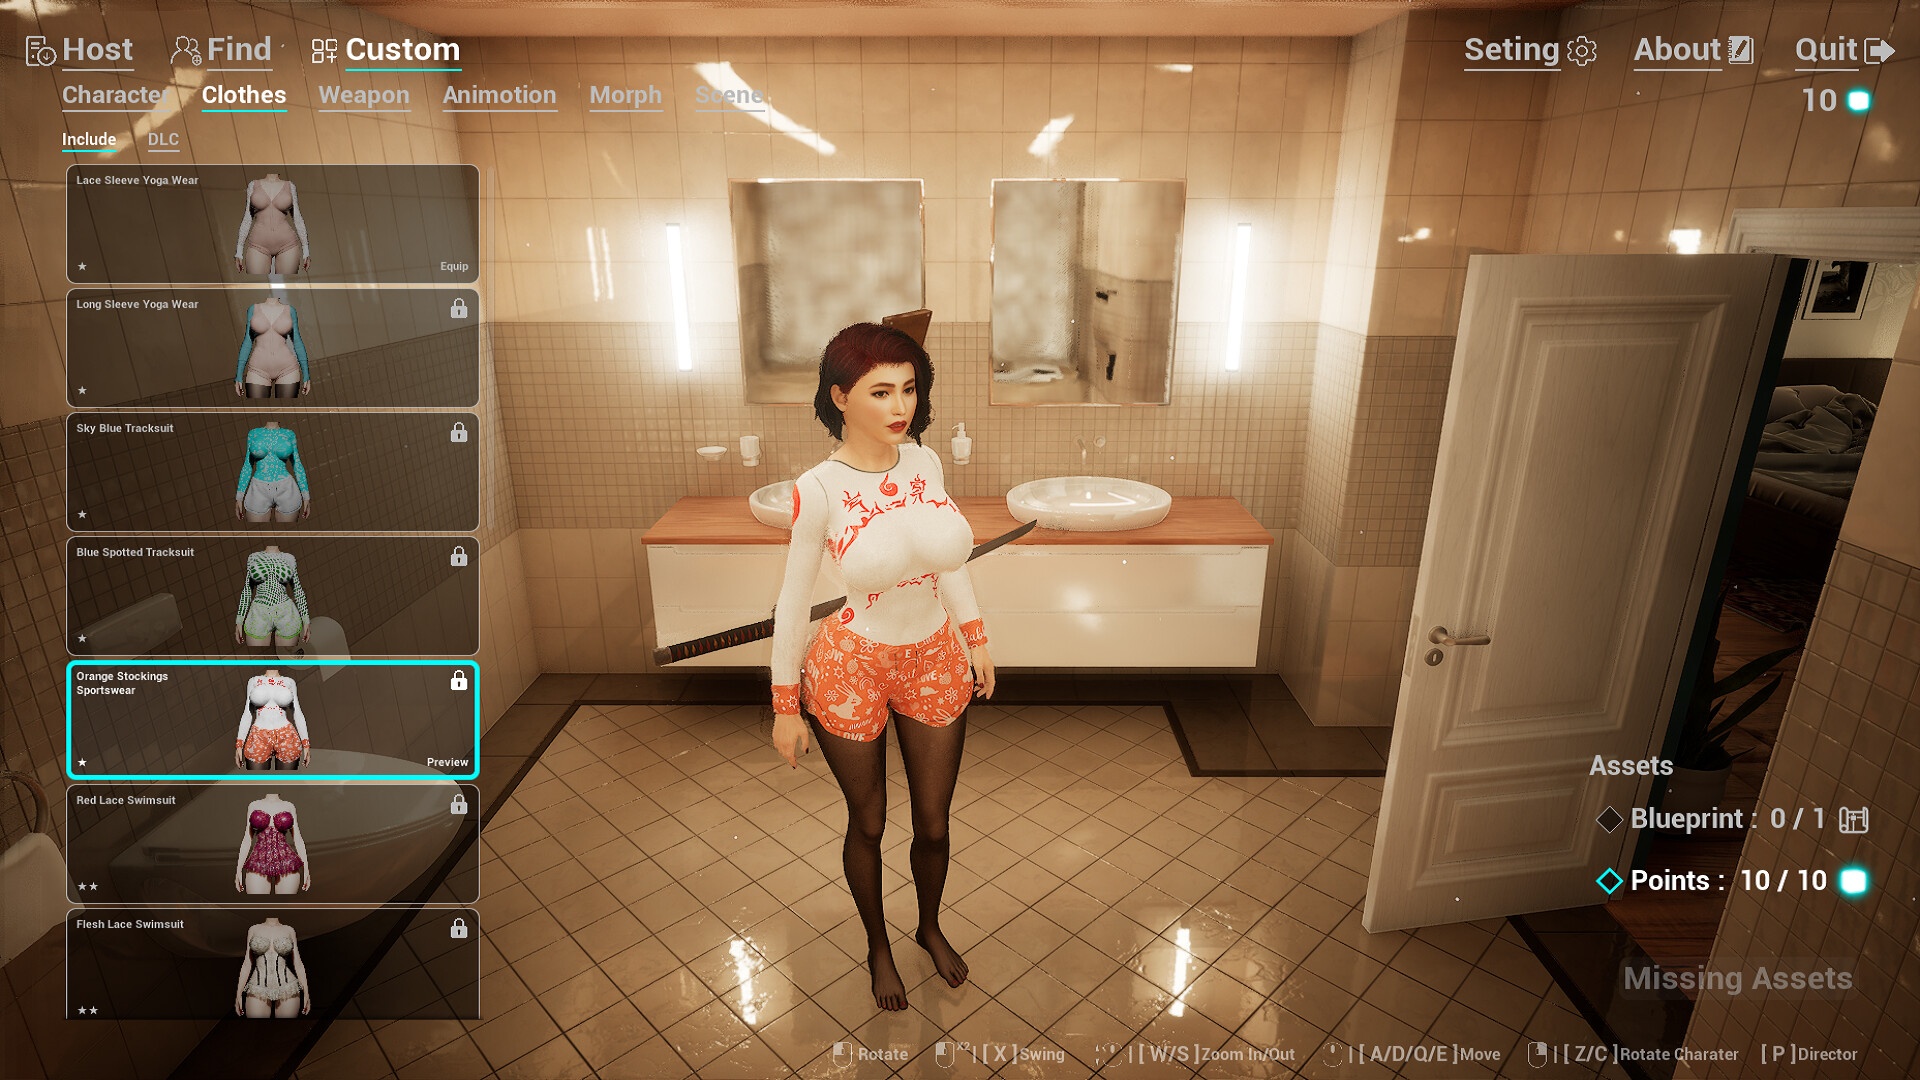 Host Find Custom Seting About Quit
10
Character Clothes Weapon Animotion Morph Scene
Include DLC
Lace Sleeve Yoga Wear
Equip
Long Sleeve Yoga Wear
Sky Blue Tracksuit
Blue Spotted Tracksuit
Orange Stockings
Sportswear
Preview
Red Lace Swimsuit
Flesh Lace Swimsuit
Assets
Blueprint : 0 / 1
Points : 10 / 10
Missing Assets
Rotate X2 | [ X ]Swing | [ W/S ]Zoom In/Out | [ A/D/Q/E ]Move | [ Z/C ]Rotate Charater [ P ]Director